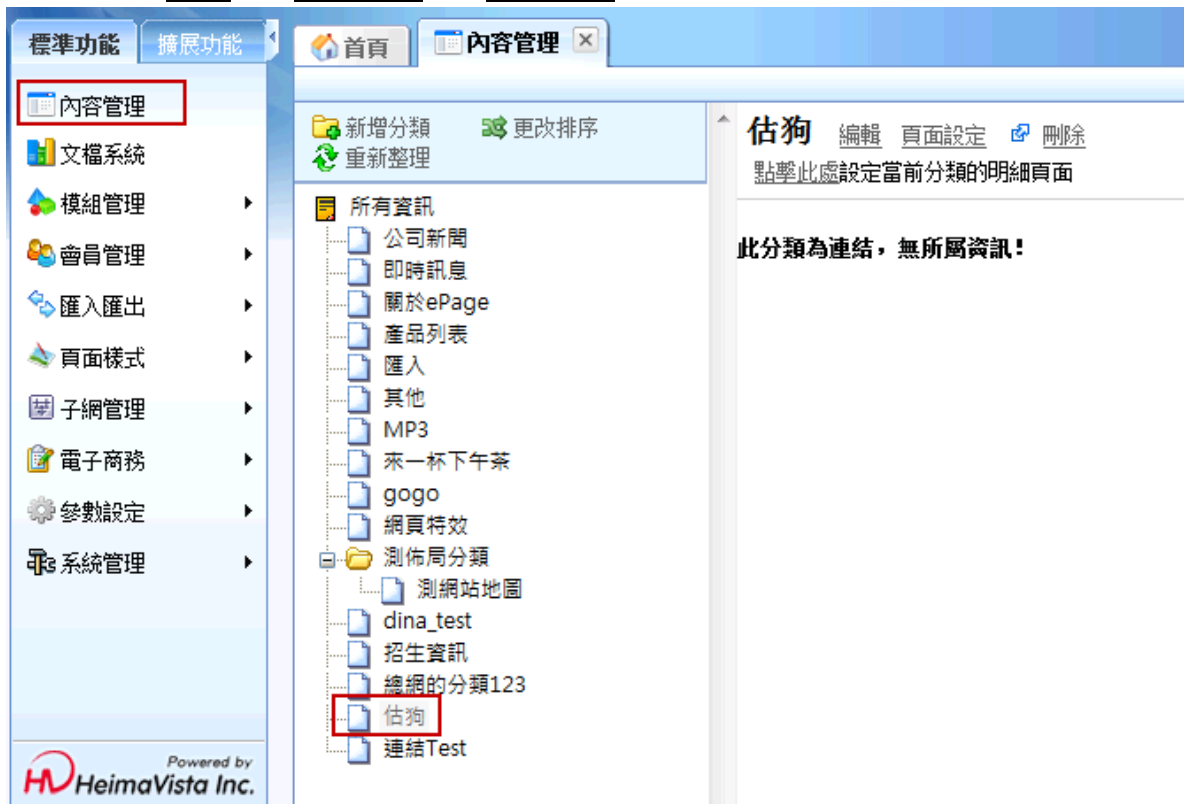 標準功能
擴展功能
首頁
內容管理
內容管理
文檔系統
模組管理
會員管理
匯入匯出
頁面樣式
子網管理
電子商務
參數設定
系統管理
Powered by
HeimaVista Inc.
新增分類
更改排序
重新整理
所有資訊
公司新聞
即時訊息
關於ePage
產品列表
匯入
其他
MP3
來一杯下午茶
gogo
網頁特效
測佈局分類
測網站地圖
dina_test
招生資訊
總網的分類123
估狗
連結Test
估狗 編輯 頁面設定 刪除
點擊此處設定當前分類的明細頁面
此分類為連結，無所屬資訊！